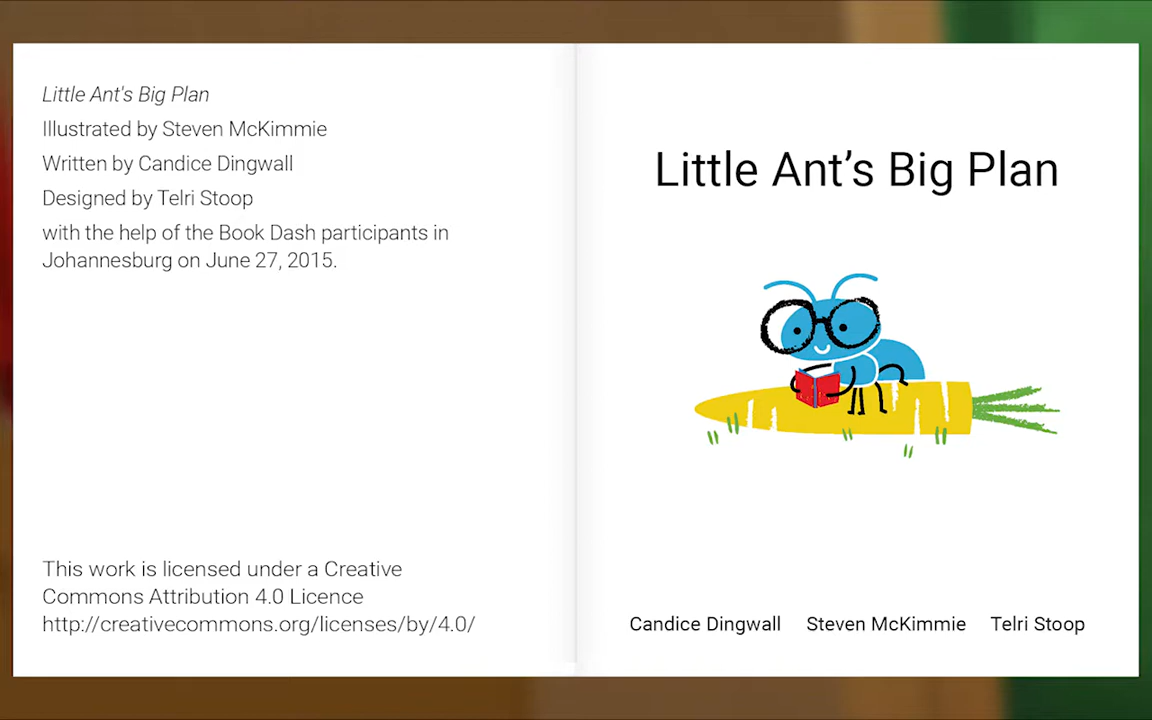 Little Ant's Big Plan
Illustrated by Steven McKimmie
Written by Candice Dingwall
Designed by Telri Stoop
with the help of the Book Dash participants in
Johannesburg on June 27, 2015.
This work is licensed under a Creative
Commons Attribution 4.0 Licence
http://creativecommons.org/licenses/by/4.0/
Little Ant’s Big Plan
Candice Dingwall Steven McKimmie Telri Stoop